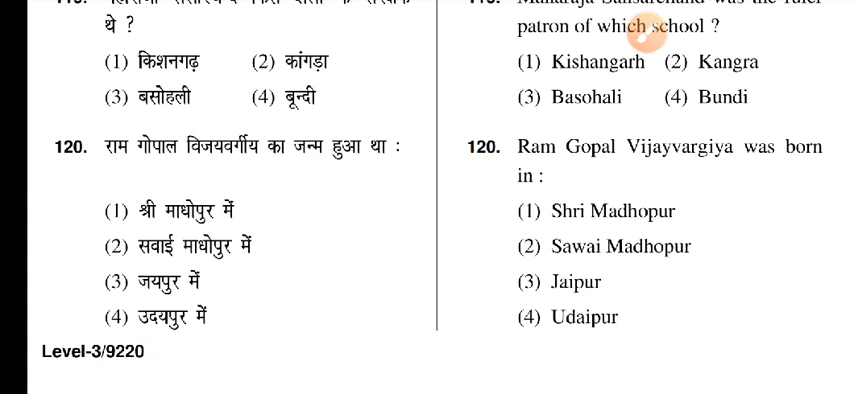 थे ?
(1) किशनगढ़ (2) कांगड़ा
(3) बसोहली (4) बून्दी
120. राम गोपाल विजयवर्गीय का जन्म हुआ था :
(1) श्री माधोपुर में
(2) सवाई माधोपुर में
(3) जयपुर में
(4) उदयपुर में
Level-3/9220
patron of which school ?
(1) Kishangarh (2) Kangra
(3) Basohali (4) Bundi
120. Ram Gopal Vijayvargiya was born
in :
(1) Shri Madhopur
(2) Sawai Madhopur
(3) Jaipur
(4) Udaipur